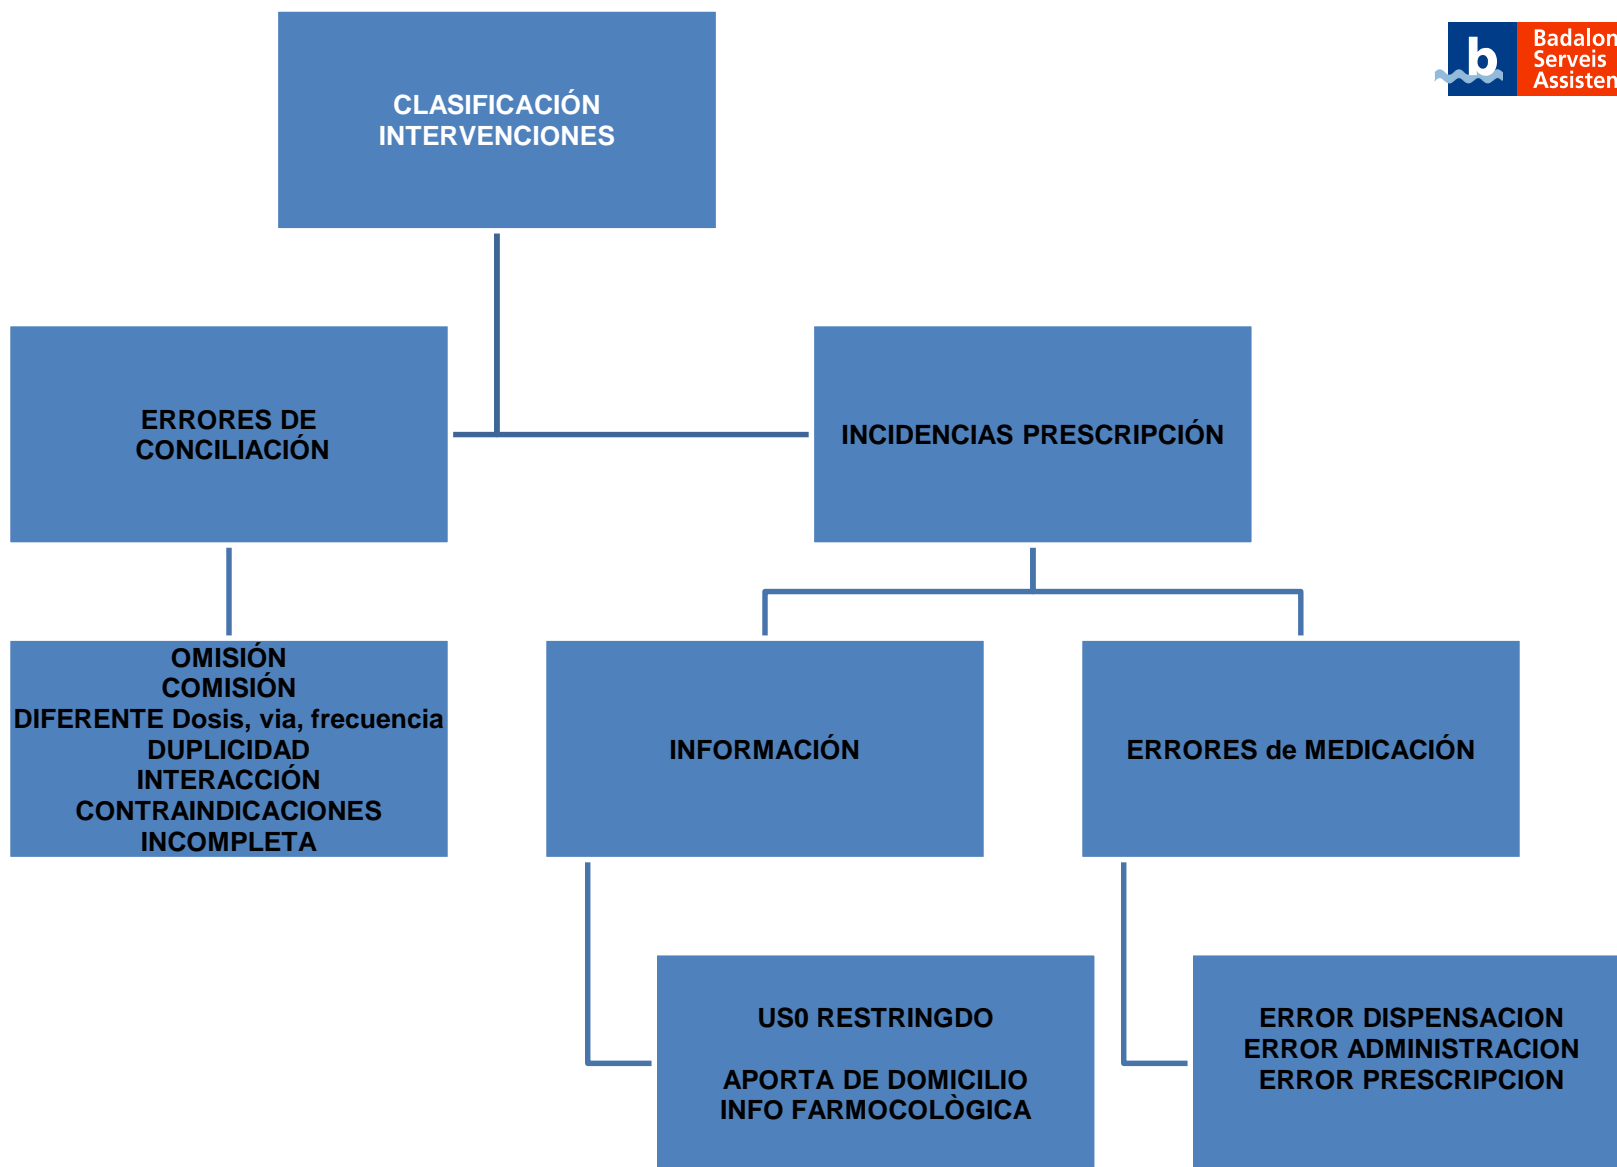 CLASIFICACIÓN
INTERVENCIONES
Badalon
Serveis
Assisten
b
ERRORES DE
CONCILIACIÓN
INCIDENCIAS PRESCRIPCIÓN
OMISIÓN
COMISIÓN
DIFERENTE Dosis, via, frecuencia
DUPLICIDAD
INTERACCIÓN
CONTRAINDICACIONES
INCOMPLETA
INFORMACIÓN
ERRORES de MEDICACIÓN
US0 RESTRINGDO
APORTA DE DOMICILIO
INFO FARMOCOLÒGICA
ERROR DISPENSACION
ERROR ADMINISTRACION
ERROR PRESCRIPCION